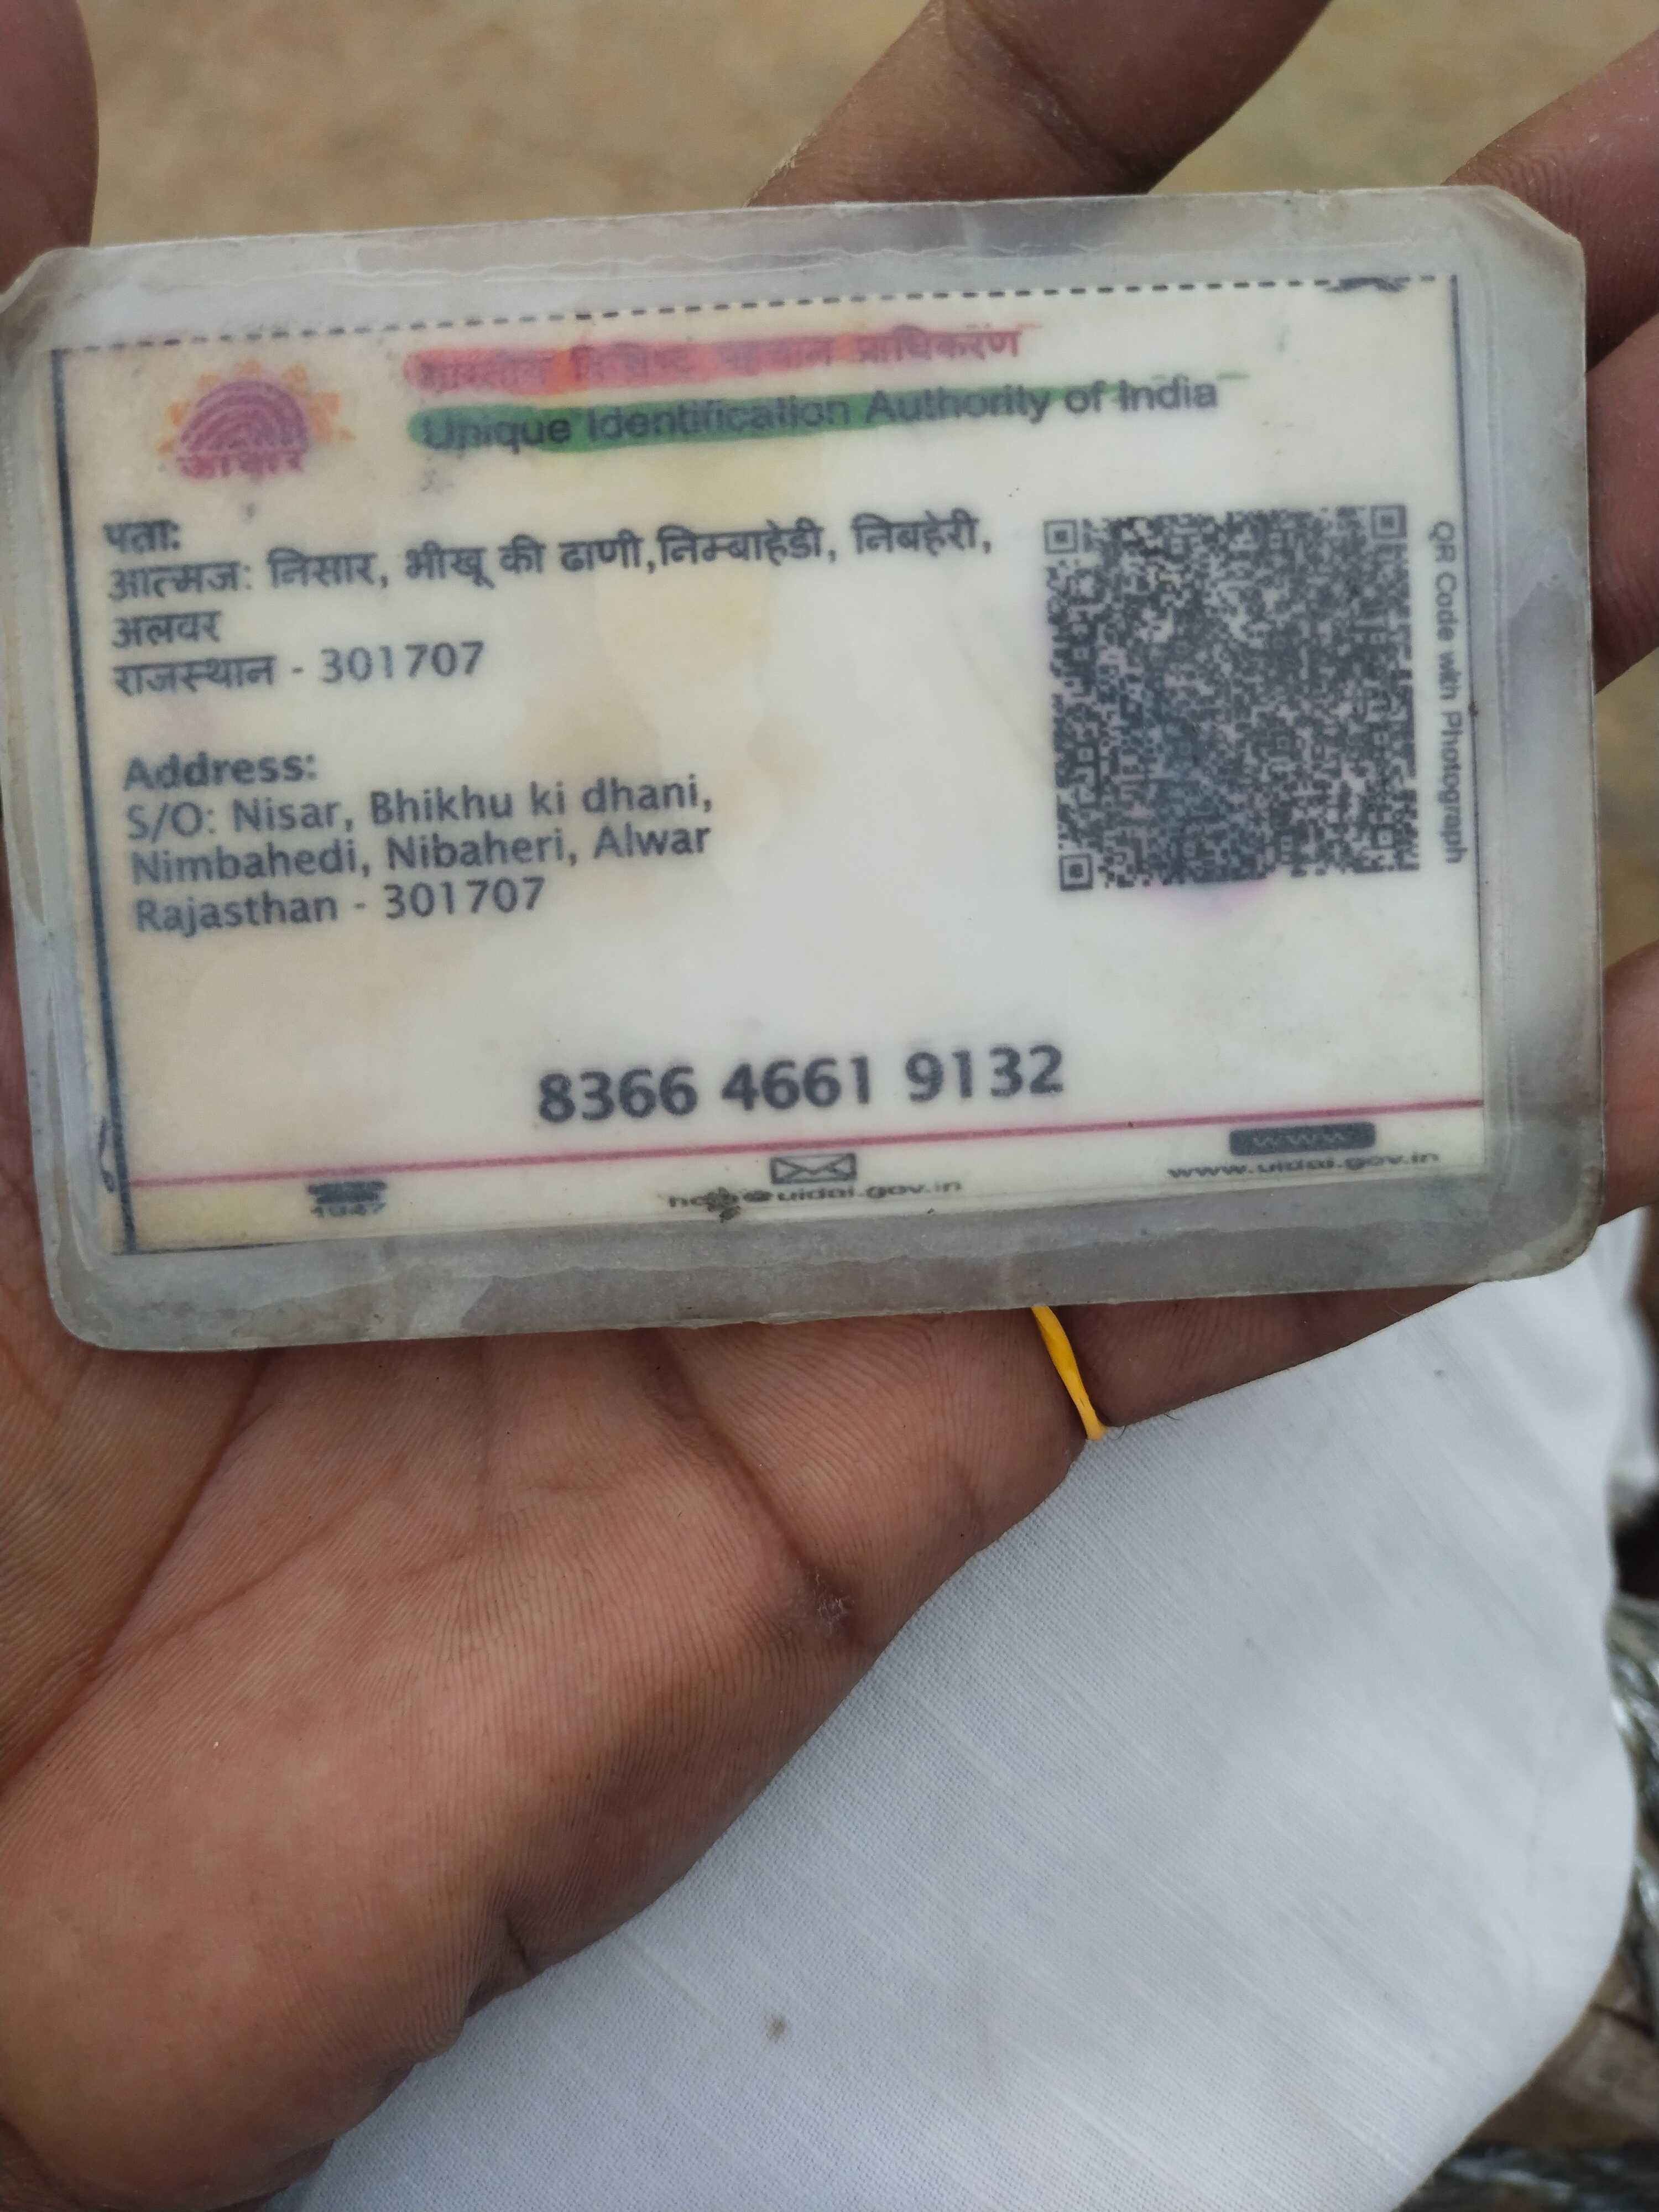 भारतीय विशिष्ट पहचान प्राधिकरण
Unique Identification Authority of India
आधार
पता:
आत्मज: निसार, भीखू की ढाणी,निम्बाहेडी, निबहेरी,
अलवर
राजस्थान - 301707
Address:
S/O: Nisar, Bhikhu ki dhani,
Nimbahedi, Nibaheri, Alwar
Rajasthan - 301707
QR Code with Photograph
8366 4661 9132
1947
help@uidai.gov.in
www
www.uidai.gov.in